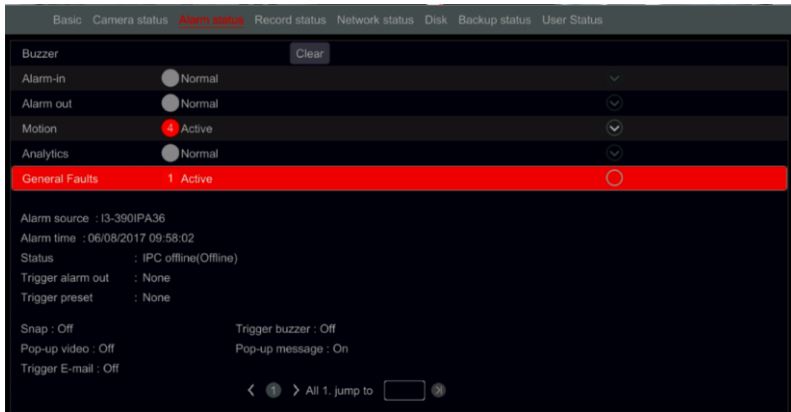 Basic Camera status Alarm status Record status Network status Disk Backup status User Status
Buzzer Clear
Alarm-in Normal
Alarm out Normal
Motion 4 Active
Analytics Normal
General Faults 1 Active
Alarm source : I3-390IPA36
Alarm time : 06/08/2017 09:58:02
Status : IPC offline(Offline)
Trigger alarm out : None
Trigger preset : None
Snap : Off Trigger buzzer : Off
Pop-up video : Off Pop-up message : On
Trigger E-mail : Off
1 All 1. jump to